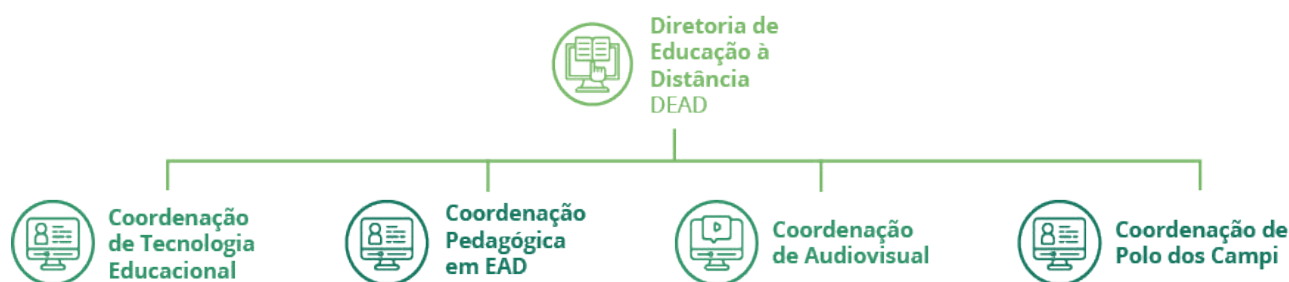 Diretoria de
Educação à
Distância
DEAD
Coordenação
de Tecnologia
Educacional
Coordenação
Pedagógica
em EAD
Coordenação
de Audiovisual
Coordenação de
Polo dos Campi